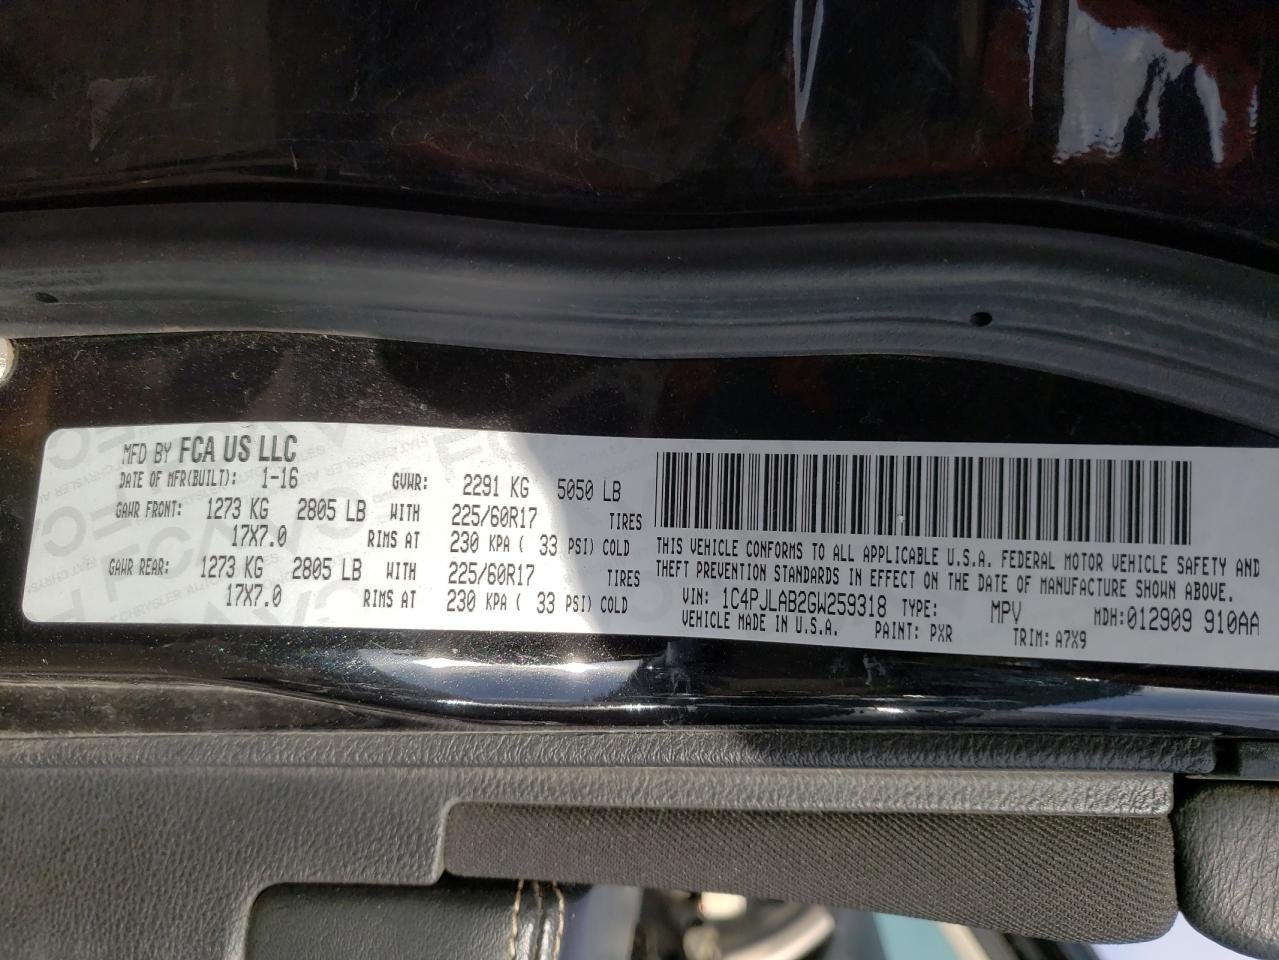 MFD BY FCA US LLC
DATE OF MFR(BUILT): 1-16 GVWR: 2291 KG 5050 LB
GAWR FRONT: 1273 KG 2805 LB WITH 225/60R17 TIRES
17X7.0 RIMS AT 230 KPA ( 33 PSI) COLD
GAWR REAR: 1273 KG 2805 LB WITH 225/60R17 TIRES
17X7.0 RIMS AT 230 KPA ( 33 PSI) COLD
THIS VEHICLE CONFORMS TO ALL APPLICABLE U.S.A. FEDERAL MOTOR VEHICLE SAFETY AND
THEFT PREVENTION STANDARDS IN EFFECT ON THE DATE OF MANUFACTURE SHOWN ABOVE.
VIN: 1C4PJLAB2GW259318 TYPE: MPV MDH:012909 910AA
VEHICLE MADE IN U.S.A. PAINT: PXR TRIM: A7X9